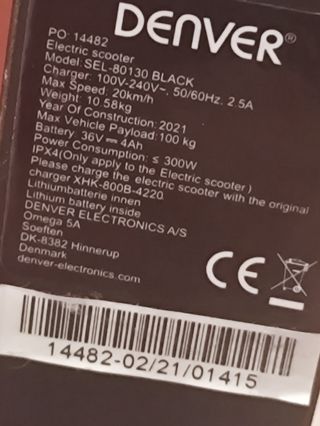 DENVER®
PO: 14482
Electric scooter
Model:SEL-80130 BLACK
Charger: 100V-240V~, 50/60Hz, 2.5A
Max Speed: 20km/h
Weight: 10.58kg
Year Of Construction:2021
Max Vehicle Payload:100 kg
Battery: 36V ⎓ 4Ah
Power Consumption: ≤ 300W
IPX4(Only apply to the Electric scooter )
Please charge the electric scooter with the original
charger XHK-800B-4220
Lithiumbatterie innen
Lithium battery inside
DENVER ELECTRONICS A/S
Omega 5A
Soeften
DK-8382 Hinnerup
Denmark
denver-electronics.com
CE
14482-02/21/01415